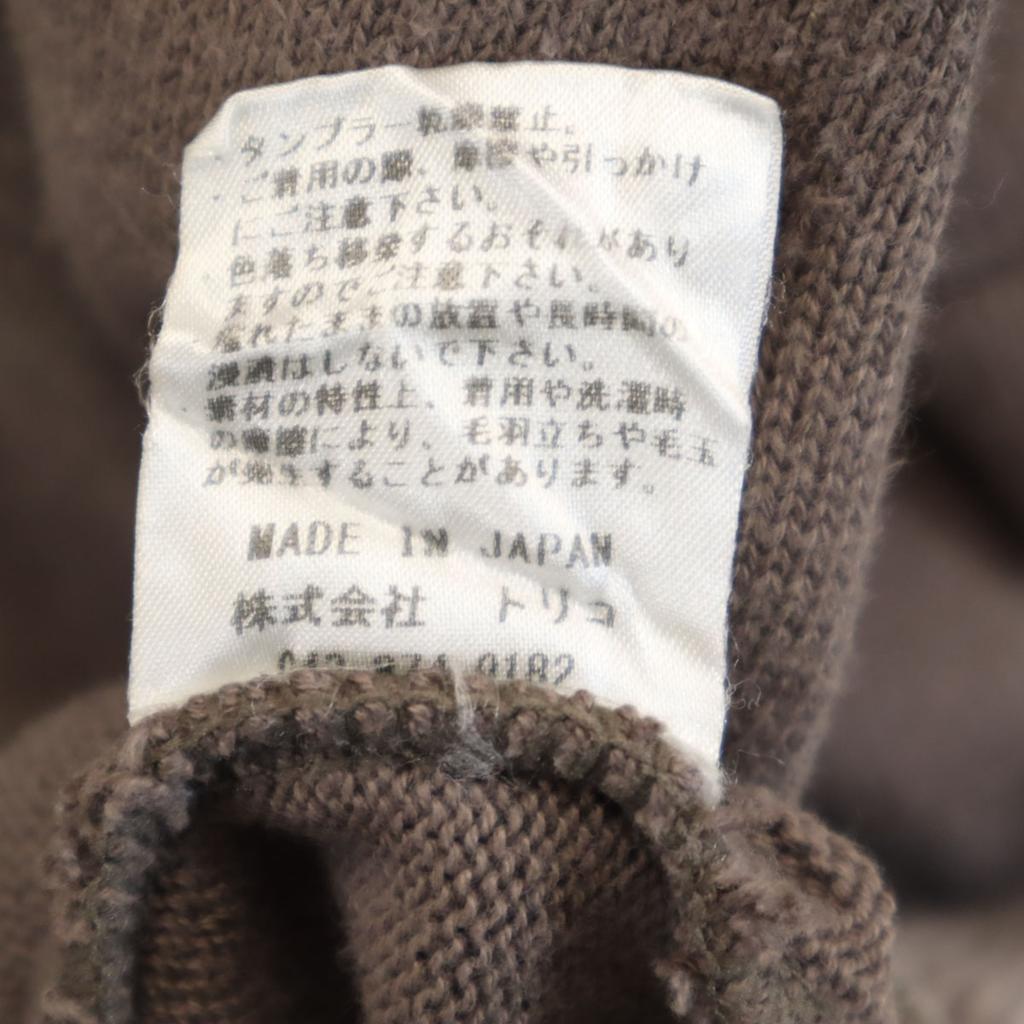 ・タンブラー乾燥禁止。
・ご着用の際、摩擦や引っかけ
にご注意下さい。
色落ち移染するおそれがあり
ますのでご注意下さい。
濡れたままの放置や長時間の
浸漬はしないで下さい。
・素材の特性上、着用や洗濯時
の摩擦により、毛羽立ちや毛玉
が発生することがあります。
MADE IN JAPAN
株式会社 トリコ
9182